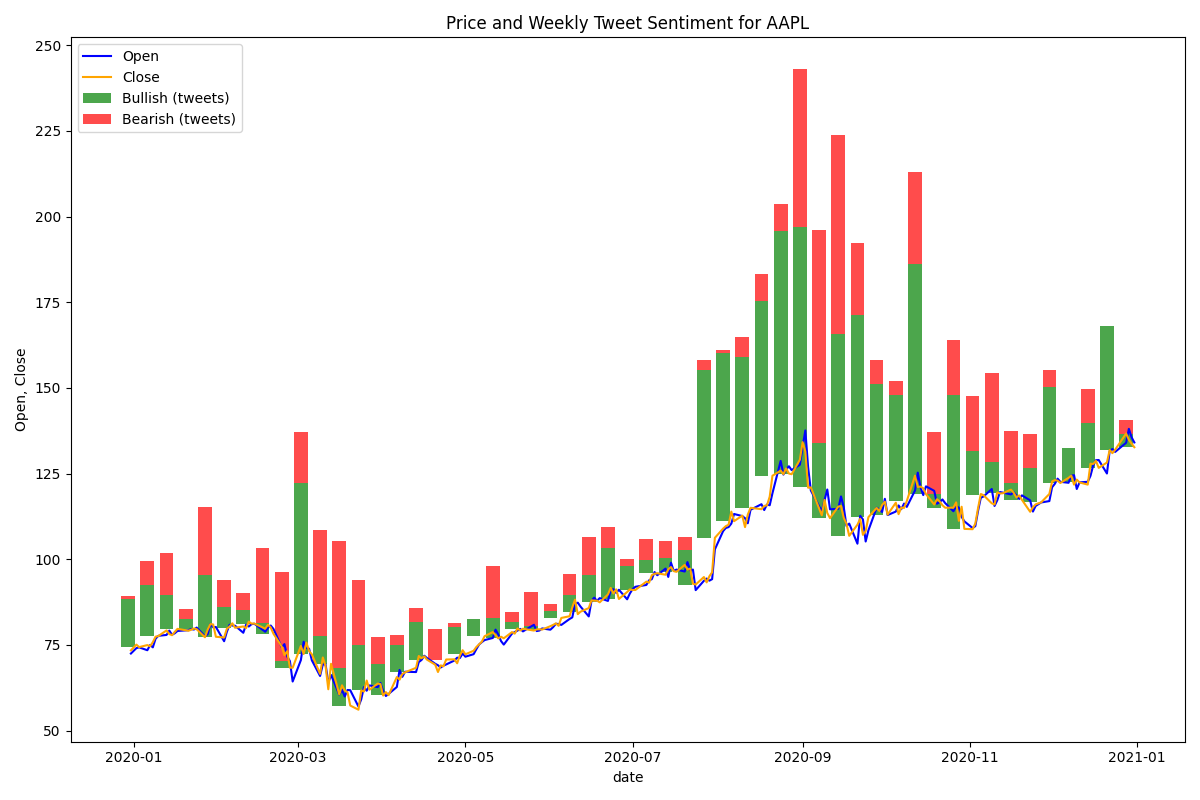 Price and Weekly Tweet Sentiment for AAPL
Open
Close
Bullish (tweets)
Bearish (tweets)
Open, Close
250
225
200
175
150
125
100
75
50
2020-01 2020-03 2020-05 2020-07 2020-09 2020-11 2021-01
date